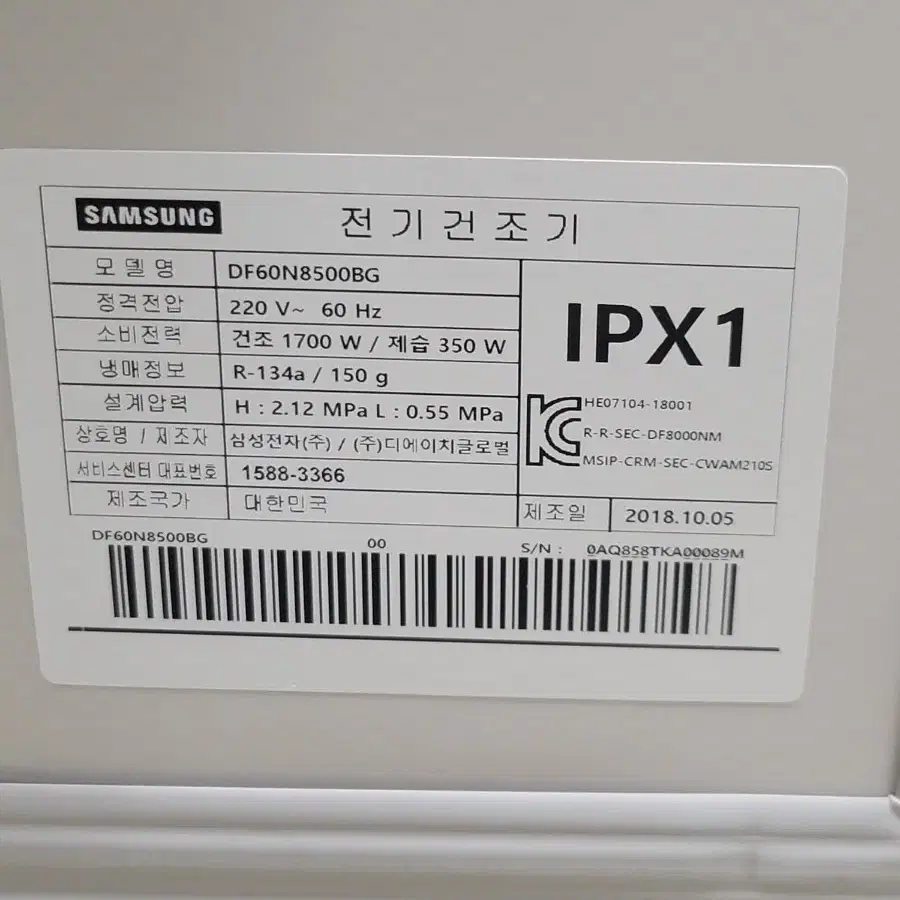 SAMSUNG 전기건조기
모델명 DF60N8500BG
정격전압 220 V~ 60 Hz
소비전력 건조 1700 W / 제습 350 W
냉매정보 R-134a / 150 g
설계압력 H : 2.12 MPa L : 0.55 MPa
상호명 / 제조자 삼성전자(주) / (주)디에이치글로벌
서비스센터 대표번호 1588-3366
제조국가 대한민국
IPX1
HE07104-18001
R-R-SEC-DF8000NM
MSIP-CRM-SEC-CWAM210S
제조일 2018.10.05
DF60N8500BG 00 S/N : 0AQ858TKA00089M